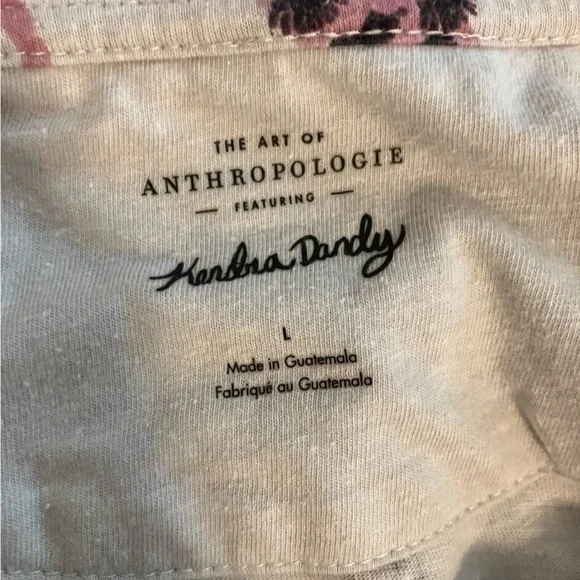 THE ART OF
ANTHROPOLOGIE
— FEATURING —
Kendra Dandy
L
Made in Guatemala
Fabriqué au Guatemala